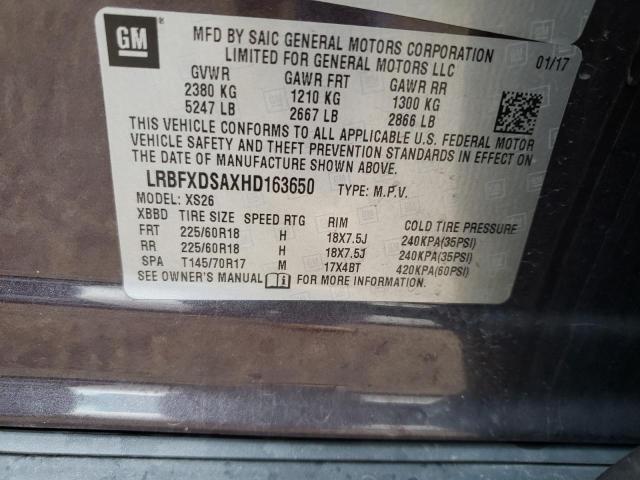 GM
®
MFD BY SAIC GENERAL MOTORS CORPORATION
LIMITED FOR GENERAL MOTORS LLC
01/17
GVWR GAWR FRT GAWR RR
2380 KG 1210 KG 1300 KG
5247 LB 2667 LB 2866 LB
THIS VEHICLE CONFORMS TO ALL APPLICABLE U.S. FEDERAL MOTOR
VEHICLE SAFETY AND THEFT PREVENTION STANDARDS IN EFFECT ON
THE DATE OF MANUFACTURE SHOWN ABOVE.
LRBFXDSAXHD163650 TYPE: M.P.V.
MODEL: XS26
XBBD TIRE SIZE SPEED RTG RIM COLD TIRE PRESSURE
FRT 225/60R18 H 18X7.5J 240KPA(35PSI)
RR 225/60R18 H 18X7.5J 240KPA(35PSI)
SPA T145/70R17 M 17X4BT 420KPA(60PSI)
SEE OWNER'S MANUAL FOR MORE INFORMATION.